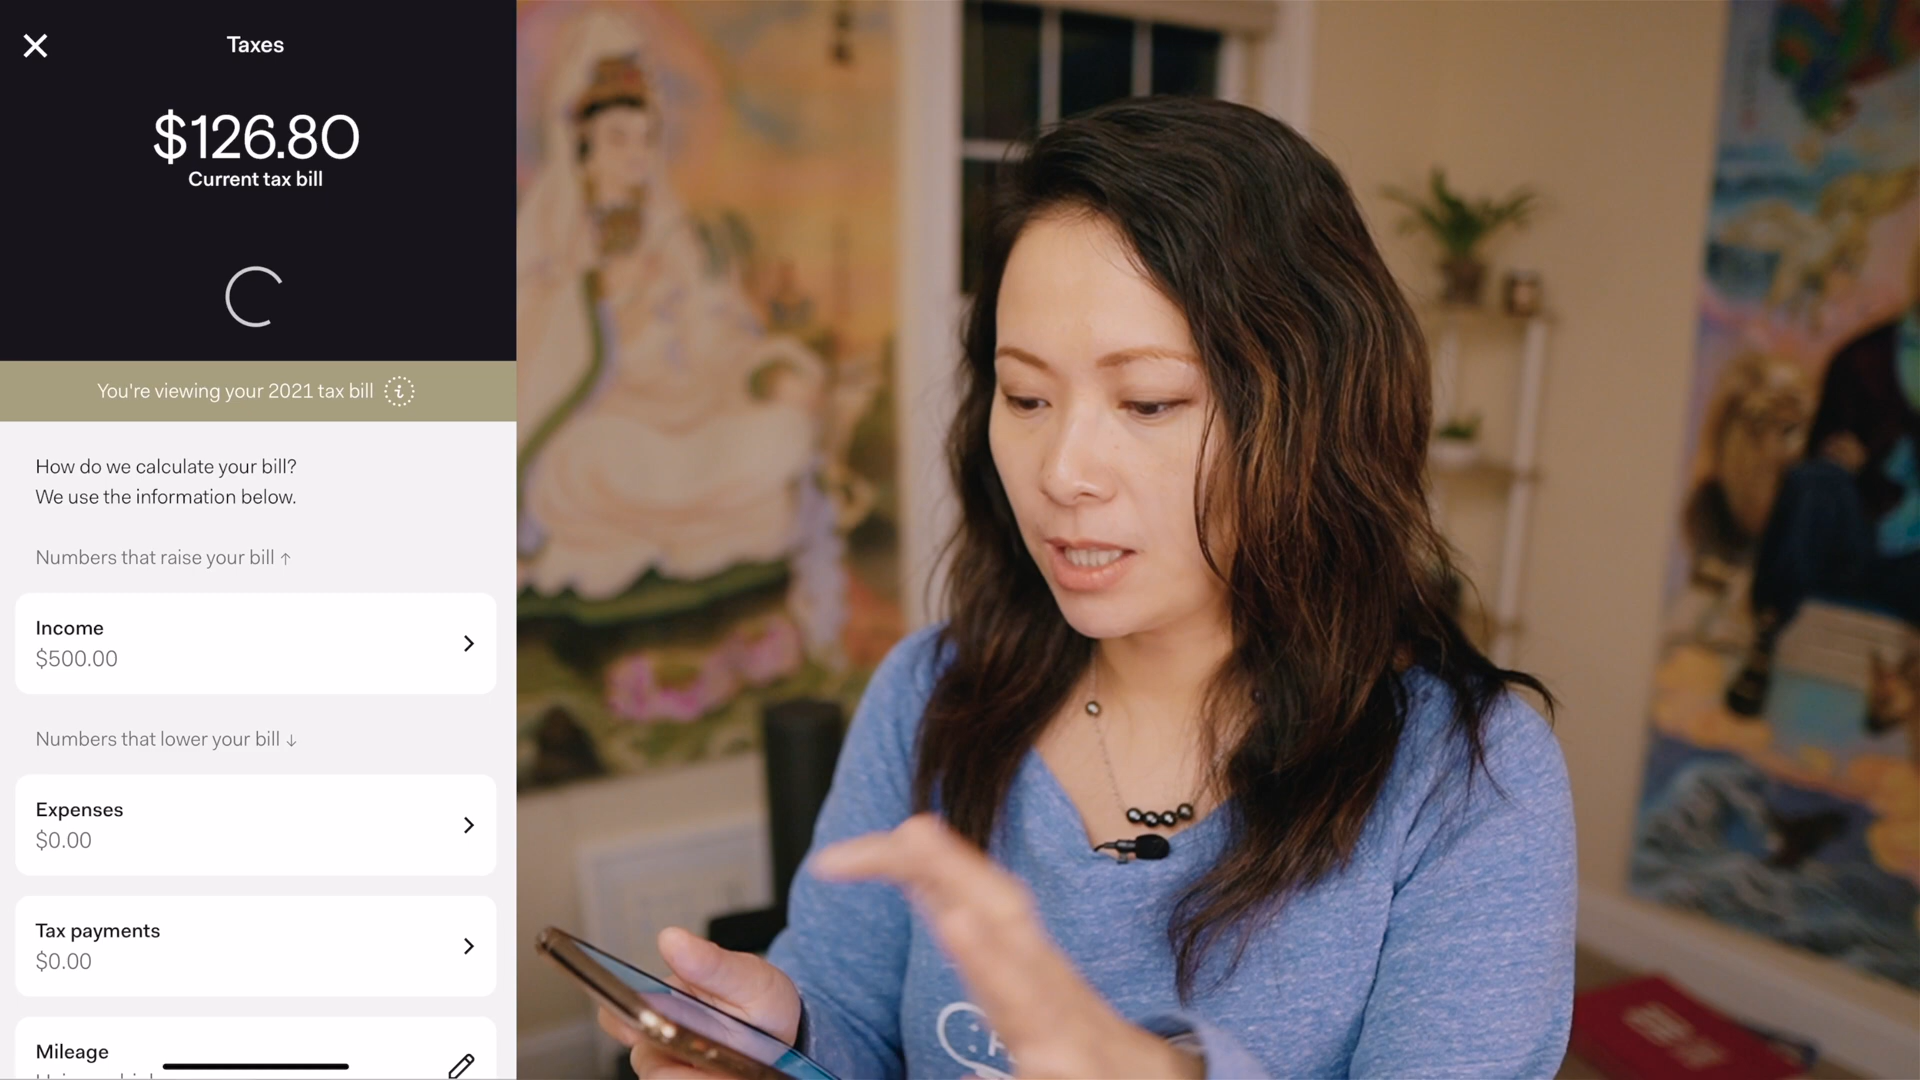 Taxes
$126.80
Current tax bill
You're viewing your 2021 tax bill
How do we calculate your bill?
We use the information below.
Numbers that raise your bill ↑
Income
$500.00
Numbers that lower your bill ↓
Expenses
$0.00
Tax payments
$0.00
Mileage